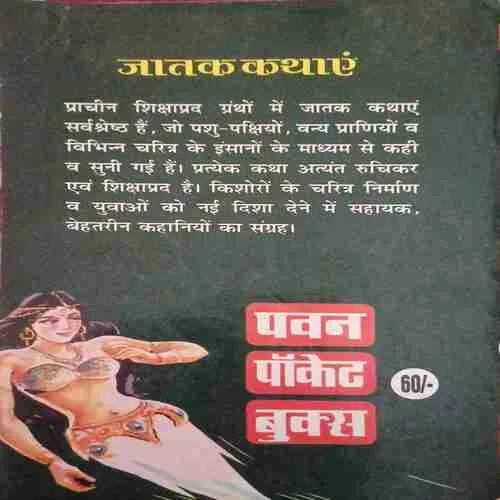 जातक कथाएं
प्राचीन शिक्षाप्रद ग्रंथों में जातक कथाएं
सर्वश्रेष्ठ हैं, जो पशु-पक्षियों, वन्य प्राणियों व
विभिन्न चरित्र के इंसानों के माध्यम से कही
व सुनी गई हैं। प्रत्येक कथा अत्यंत रुचिकर
एवं शिक्षाप्रद है। किशोरों के चरित्र निर्माण
व युवाओं को नई दिशा देने में सहायक,
बेहतरीन कहानियों का संग्रह।
पवन
पॉकेट
बुक्स
60/-